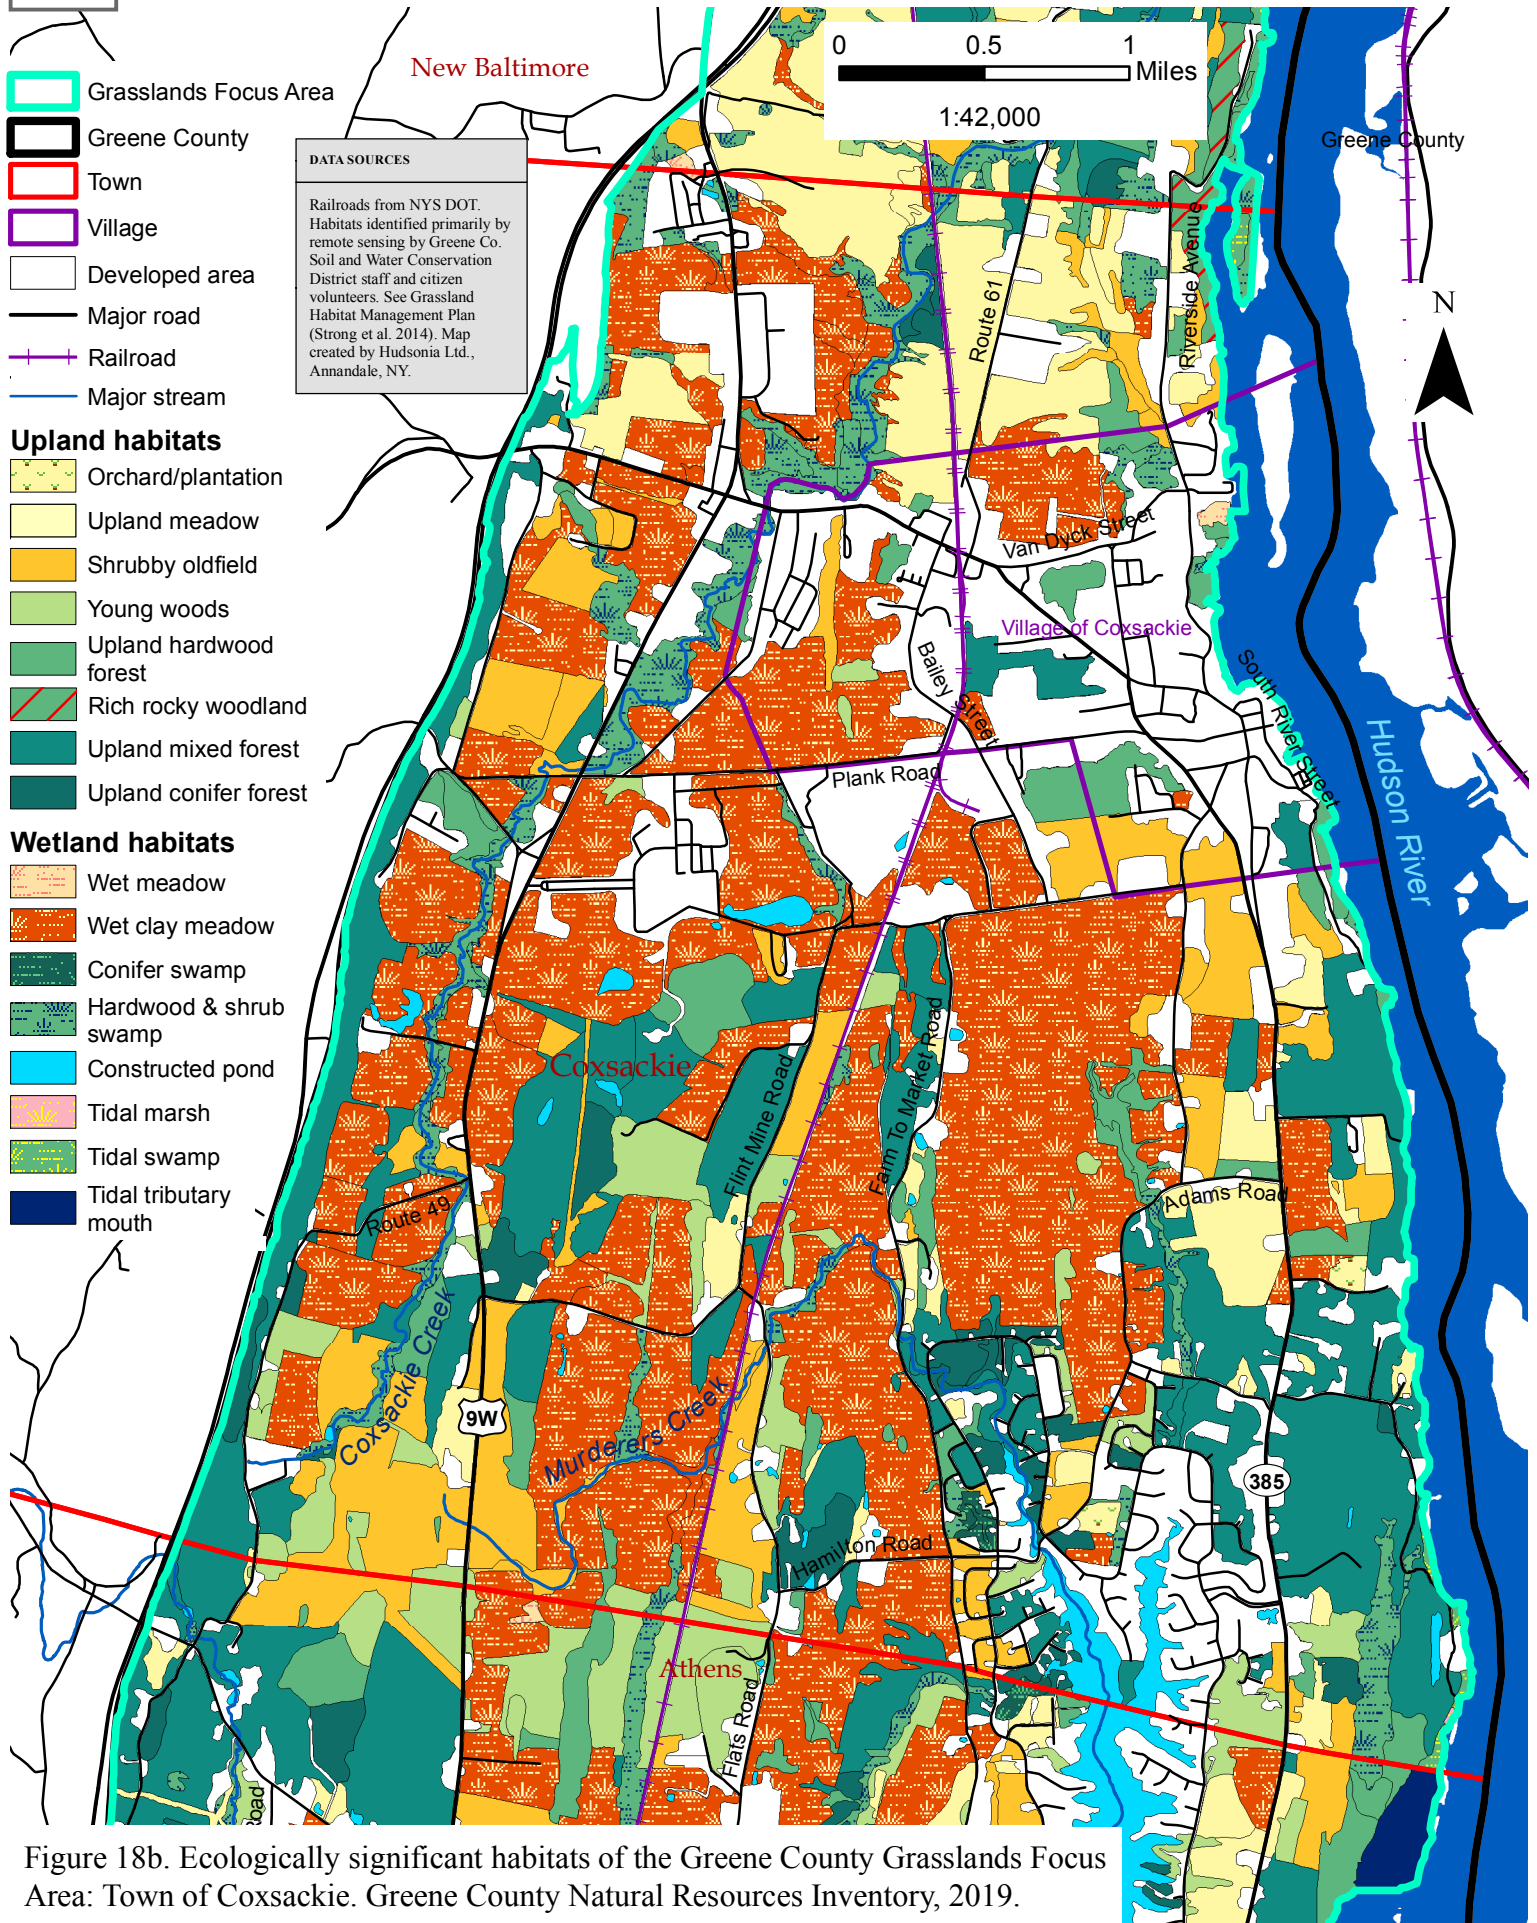 0 0.5 1
Miles
1:42,000
New Baltimore
Greene County
Grasslands Focus Area
Greene County
Town
Village
Developed area
Major road
Railroad
Major stream
DATA SOURCES
Railroads from NYS DOT.
Habitats identified primarily by
remote sensing by Greene Co.
Soil and Water Conservation
District staff and citizen
volunteers. See Grassland
Habitat Management Plan
(Strong et al. 2014). Map
created by Hudsonia Ltd.,
Annandale, NY.
Upland habitats
Orchard/plantation
Upland meadow
Shrubby oldfield
Young woods
Upland hardwood
forest
Rich rocky woodland
Upland mixed forest
Upland conifer forest
Wetland habitats
Wet meadow
Wet clay meadow
Conifer swamp
Hardwood & shrub
swamp
Constructed pond
Tidal marsh
Tidal swamp
Tidal tributary
mouth
N
Riverside Avenue
Route 61
Van Dyck Street
Village of Coxsackie
Bailey Street
South River Street
Plank Road
Hudson River
Coxsackie
Flint Mine Road
Farm To Market Road
Adams Road
Route 49
Coxsackie Creek
9W
Murderers Creek
385
Hamilton Road
Athens
Flats Road
Road
Figure 18b. Ecologically significant habitats of the Greene County Grasslands Focus
Area: Town of Coxsackie. Greene County Natural Resources Inventory, 2019.